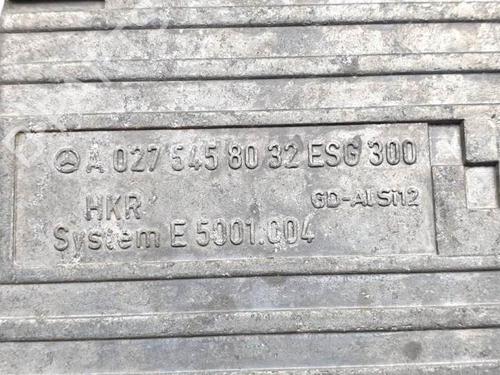 A 027 545 80 32 ESG 300
HKR GD-AlSi12
System E 5001.004